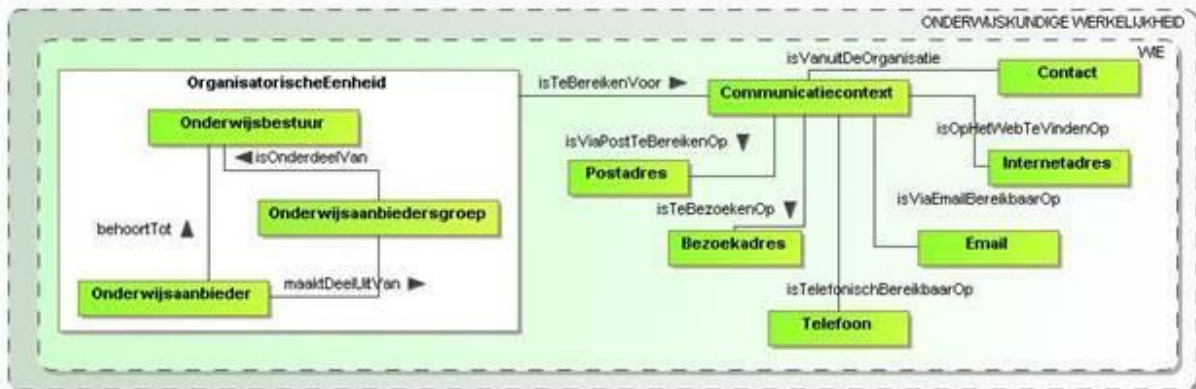 ONDERWIJSKUNDIGE WERKELIJKHEID
WIE
OrganisatorischeEenheid
Onderwijsbestuur
isOnderdeelVan
Onderwijsaanbiedersgroep
behoortTot
maaktDeelUitVan
Onderwijsaanbieder
isTeBereikenVoor
Communicatiecontext
isVanuitDeOrganisatie
Contact
isOpHetWebTeVindenOp
Internetadres
isViaPostTeBereikenOp
Postadres
isTeBezoekenOp
Bezoekadres
isViaEmailBereikbaarOp
Email
isTelefonischBereikbaarOp
Telefoon